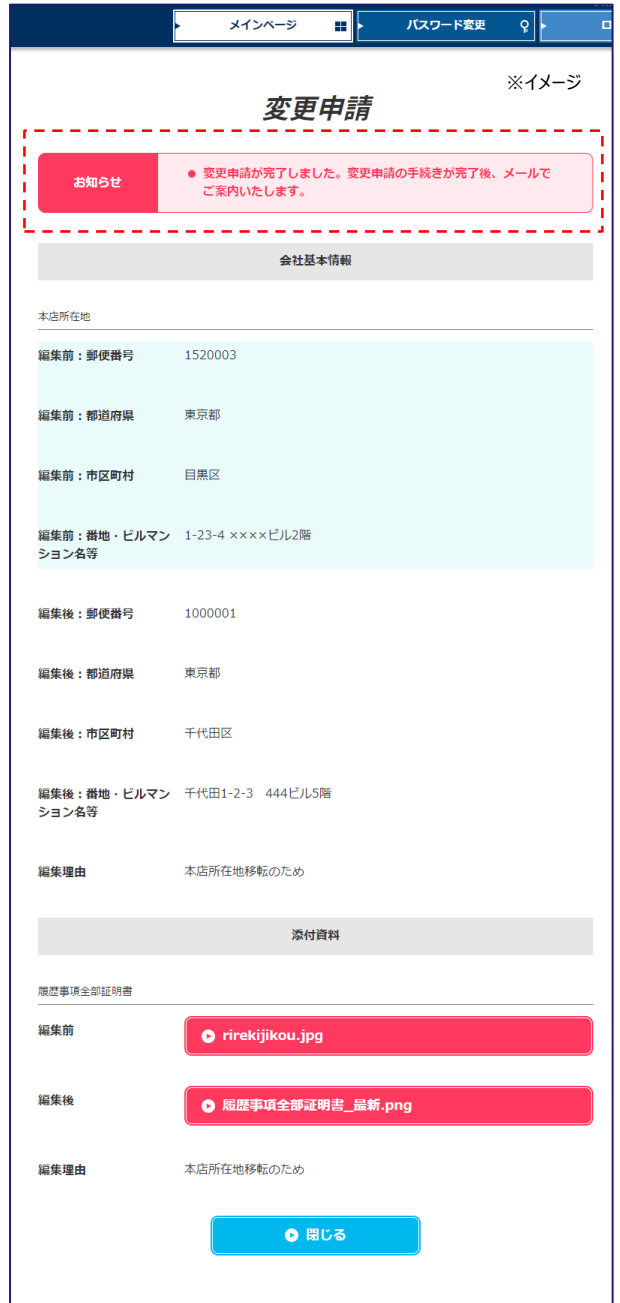 メインページ
パスワード変更
ロ
※イメージ
変更申請
お知らせ
● 変更申請が完了しました。変更申請の手続きが完了後、メールで
ご案内いたします。
会社基本情報
本店所在地
編集前：郵便番号 1520003
編集前：都道府県 東京都
編集前：市区町村 目黒区
編集前：番地・ビルマン 1-23-4 ××××ビル2階
ション名等
編集後：郵便番号 1000001
編集後：都道府県 東京都
編集後：市区町村 千代田区
編集後：番地・ビルマン 千代田1-2-3　444ビル5階
ション名等
編集理由 本店所在地移転のため
添付資料
履歴事項全部証明書
編集前 rirekijikou.jpg
編集後 履歴事項全部証明書_最新.png
編集理由 本店所在地移転のため
閉じる